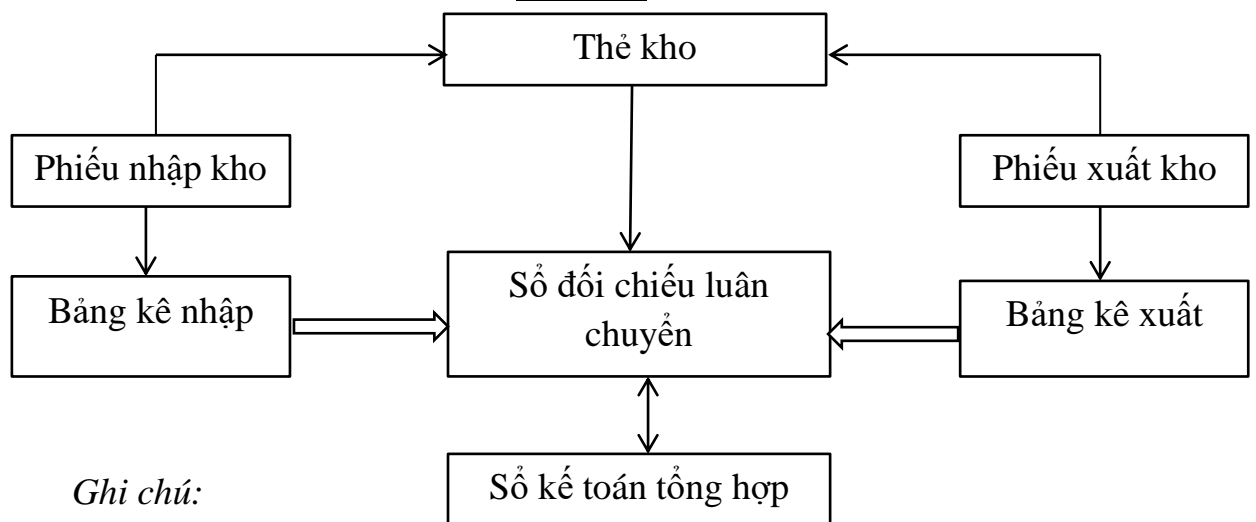 Thẻ kho
Phiếu nhập kho
Phiếu xuất kho
Bảng kê nhập
Sổ đối chiếu luân
chuyển
Bảng kê xuất
Ghi chú:
Sổ kế toán tổng hợp